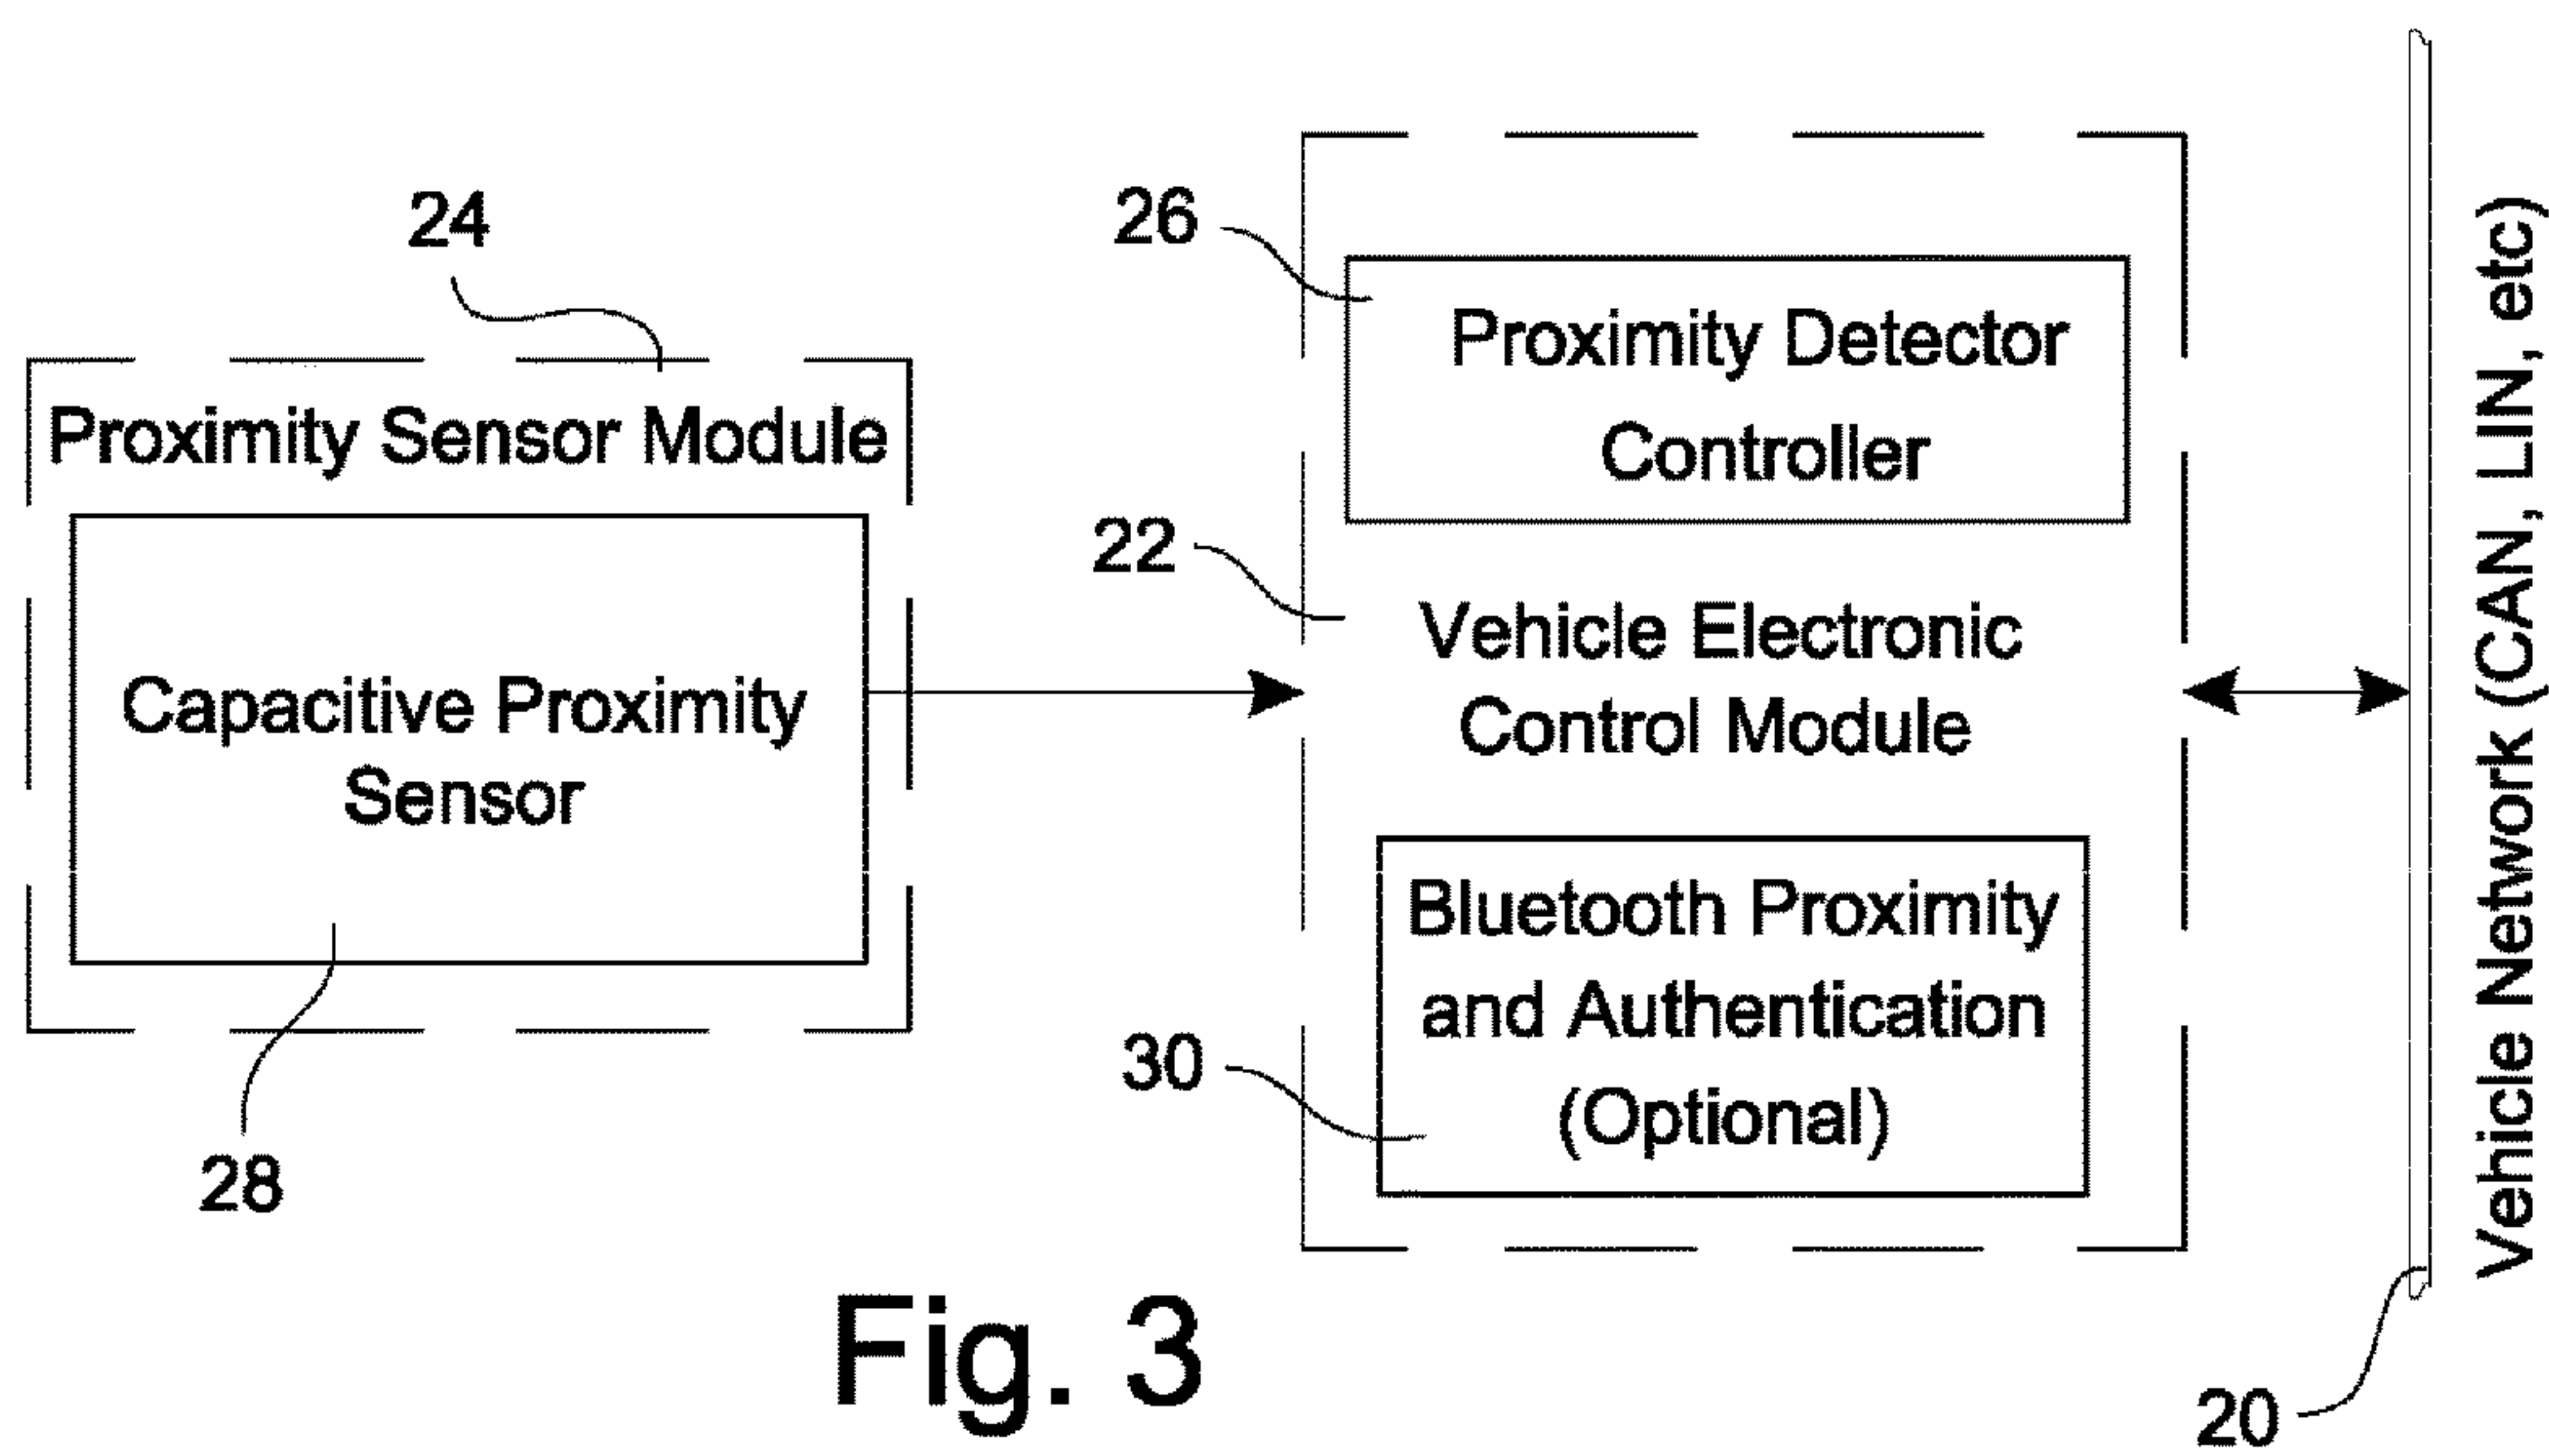 24
Proximity Sensor Module
Capacitive Proximity
Sensor
28
26
Proximity Detector
Controller
22
Vehicle Electronic
Control Module
Bluetooth Proximity
and Authentication
(Optional)
30
Vehicle Network (CAN, LIN, etc)
20
Fig. 3